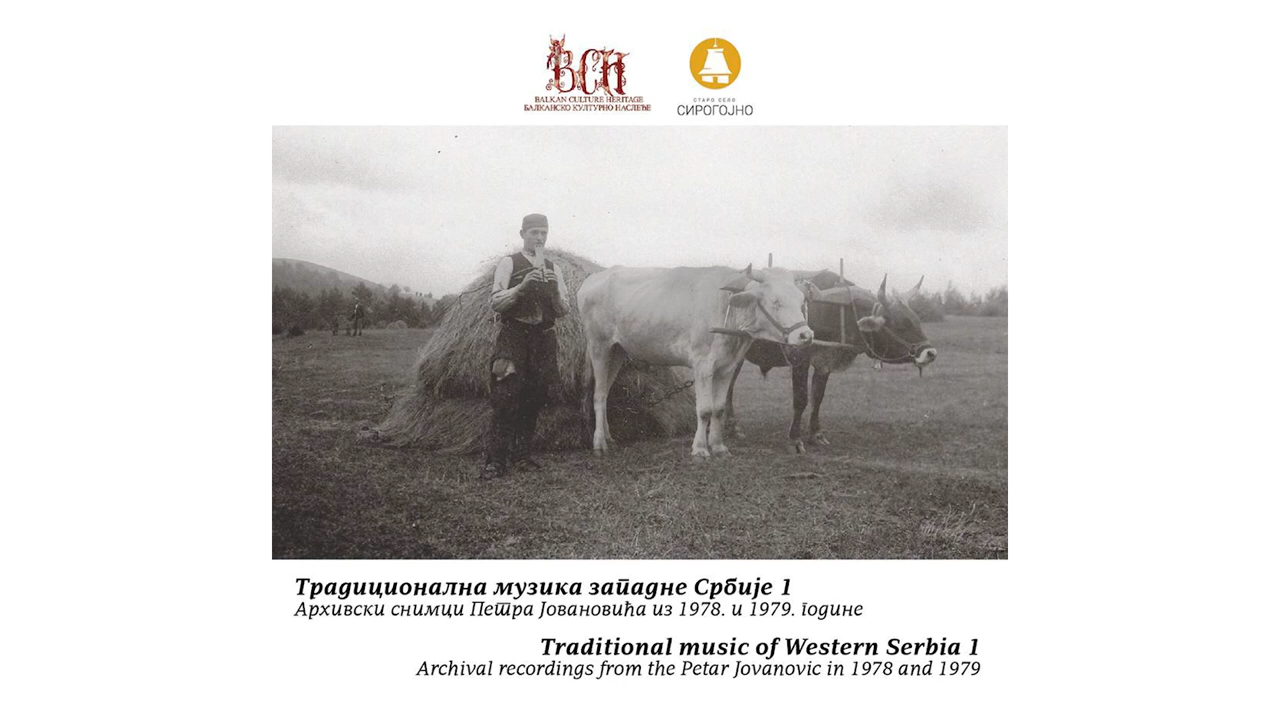 BCH
BALKAN CULTURE HERITAGE
БАЛКАНСКО КУЛТУРНО НАСЛЕЂЕ
СТАРО СЕЛО
СИРОГОЈНО
Традиционална музика западне Србије 1
Архивски снимци Петра Јовановића из 1978. и 1979. године
Traditional music of Western Serbia 1
Archival recordings from the Petar Jovanovic in 1978 and 1979